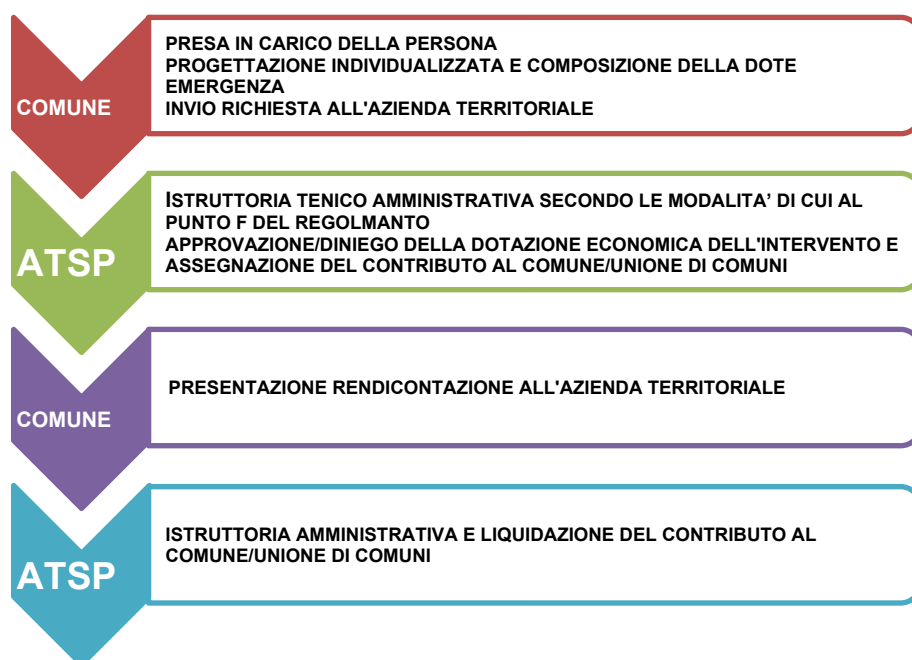 COMUNE
PRESA IN CARICO DELLA PERSONA
PROGETTAZIONE INDIVIDUALIZZATA E COMPOSIZIONE DELLA DOTE
EMERGENZA
INVIO RICHIESTA ALL'AZIENDA TERRITORIALE
ATSP
ISTRUTTORIA TENICO AMMINISTRATIVA SECONDO LE MODALITA’ DI CUI AL
PUNTO F DEL REGOLMANTO
APPROVAZIONE/DINIEGO DELLA DOTAZIONE ECONOMICA DELL'INTERVENTO E
ASSEGNAZIONE DEL CONTRIBUTO AL COMUNE/UNIONE DI COMUNI
COMUNE
PRESENTAZIONE RENDICONTAZIONE ALL'AZIENDA TERRITORIALE
ATSP
ISTRUTTORIA AMMINISTRATIVA E LIQUIDAZIONE DEL CONTRIBUTO AL
COMUNE/UNIONE DI COMUNI